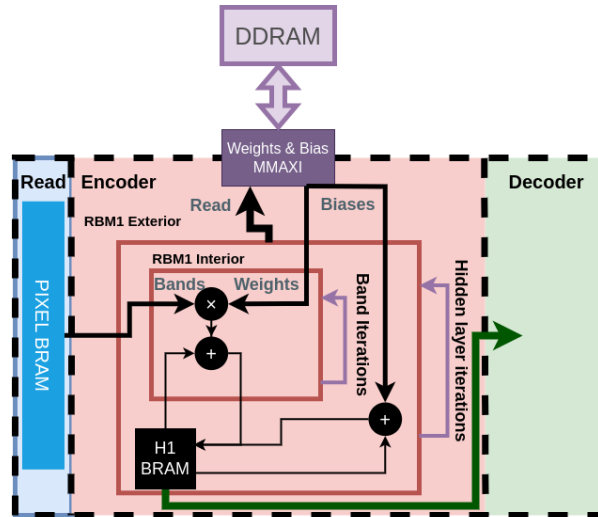 DDRAM
Weights & Bias
MMAXI
Read
Encoder
Decoder
Read
Biases
RBM1 Exterior
RBM1 Interior
Bands
Weights
×
+
+
PIXEL BRAM
Band Iterations
Hidden layer iterations
H1
BRAM